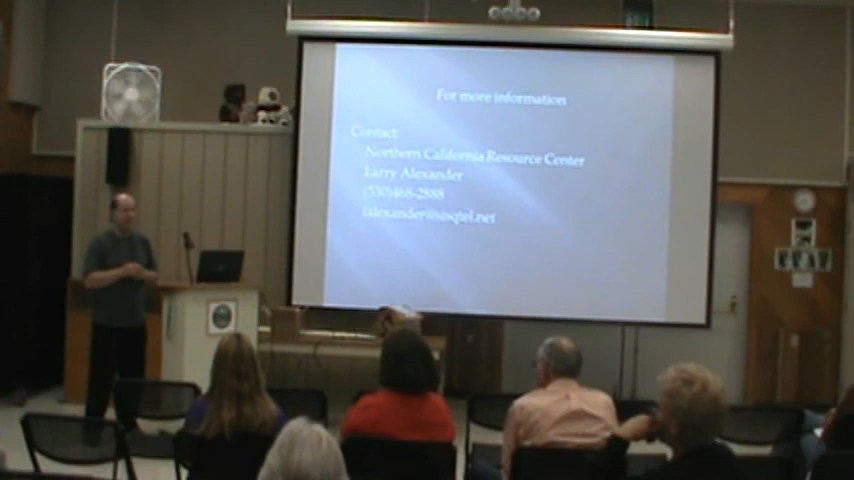 For more information
Contact:
Northern California Resource Center
Larry Alexander
(530)468-2888
lalexander@sisqtel.net